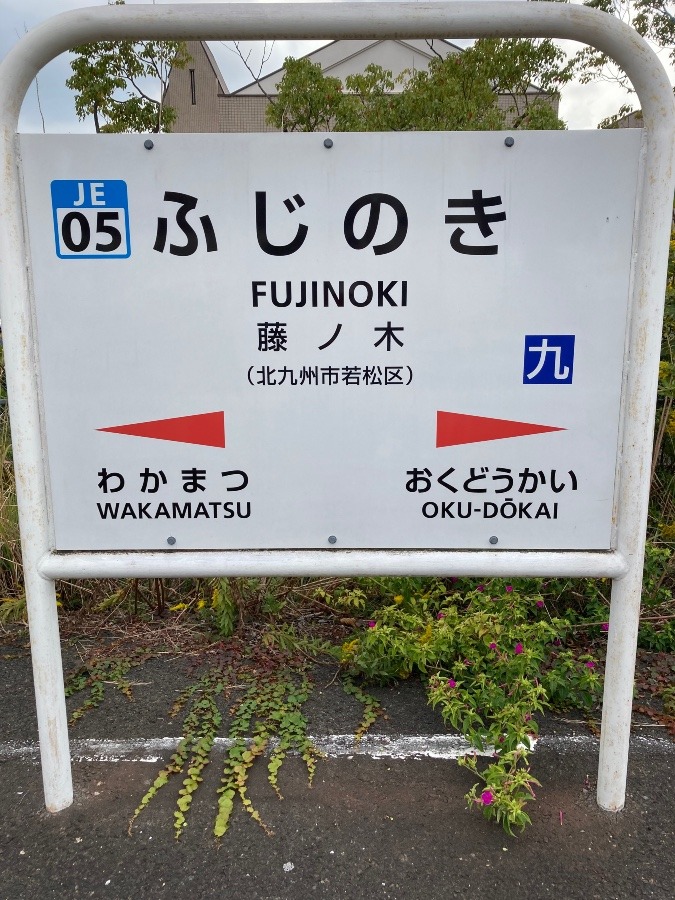 JE
05
ふじのき
FUJINOKI
藤ノ木
(北九州市若松区)
九
わかまつ
WAKAMATSU
おくどうかい
OKU-DŌKAI